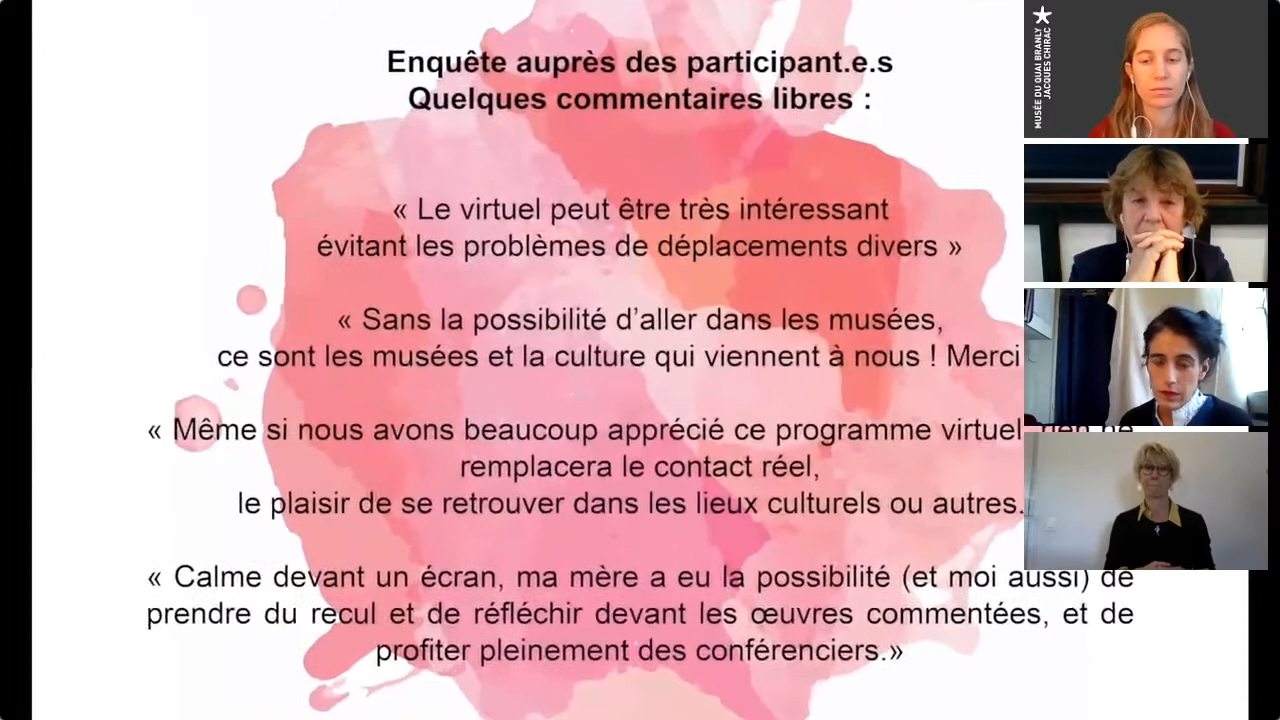 Enquête auprès des participant.e.s
Quelques commentaires libres :
« Le virtuel peut être très intéressant
évitant les problèmes de déplacements divers »
« Sans la possibilité d’aller dans les musées,
ce sont les musées et la culture qui viennent à nous ! Merci
« Même si nous avons beaucoup apprécié ce programme virtuel
remplacera le contact réel,
le plaisir de se retrouver dans les lieux culturels ou autres.
« Calme devant un écran, ma mère a eu la possibilité (et moi aussi) de
prendre du recul et de réfléchir devant les œuvres commentées, et de
profiter pleinement des conférenciers.»
MUSÉE DU QUAI BRANLY
JACQUES CHIRAC